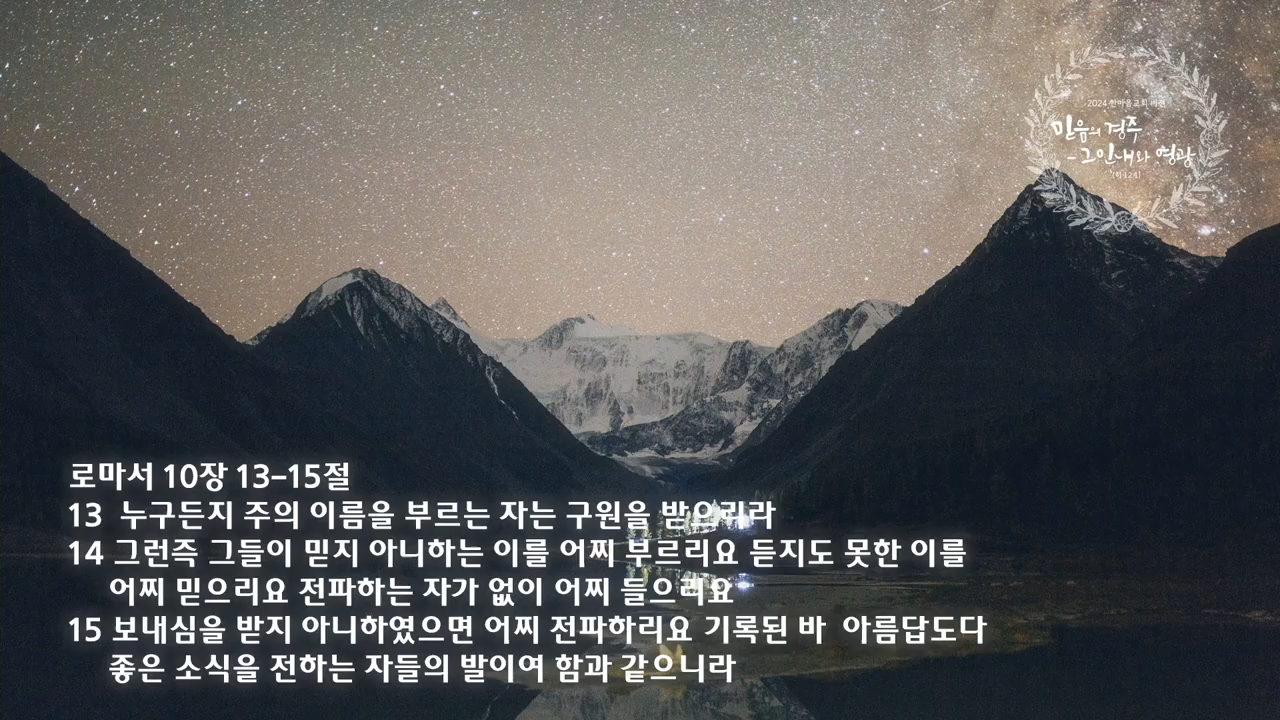 2024 한마음교회 비전
믿음의 경주
- 그 인내와 영광
(히 12:1)
로마서 10장 13-15절
13 누구든지 주의 이름을 부르는 자는 구원을 받으리라
14 그런즉 그들이 믿지 아니하는 이를 어찌 부르리요 듣지도 못한 이를
어찌 믿으리요 전파하는 자가 없이 어찌 들으리요
15 보내심을 받지 아니하였으면 어찌 전파하리요 기록된 바 아름답도다
좋은 소식을 전하는 자들의 발이여 함과 같으니라